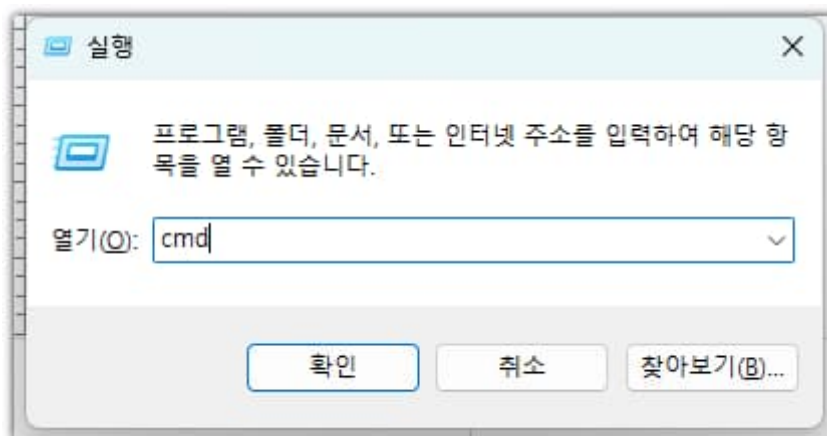 실행
프로그램, 폴더, 문서, 또는 인터넷 주소를 입력하여 해당 항
목을 열 수 있습니다.
열기(O): cmd
확인 취소 찾아보기(B)...